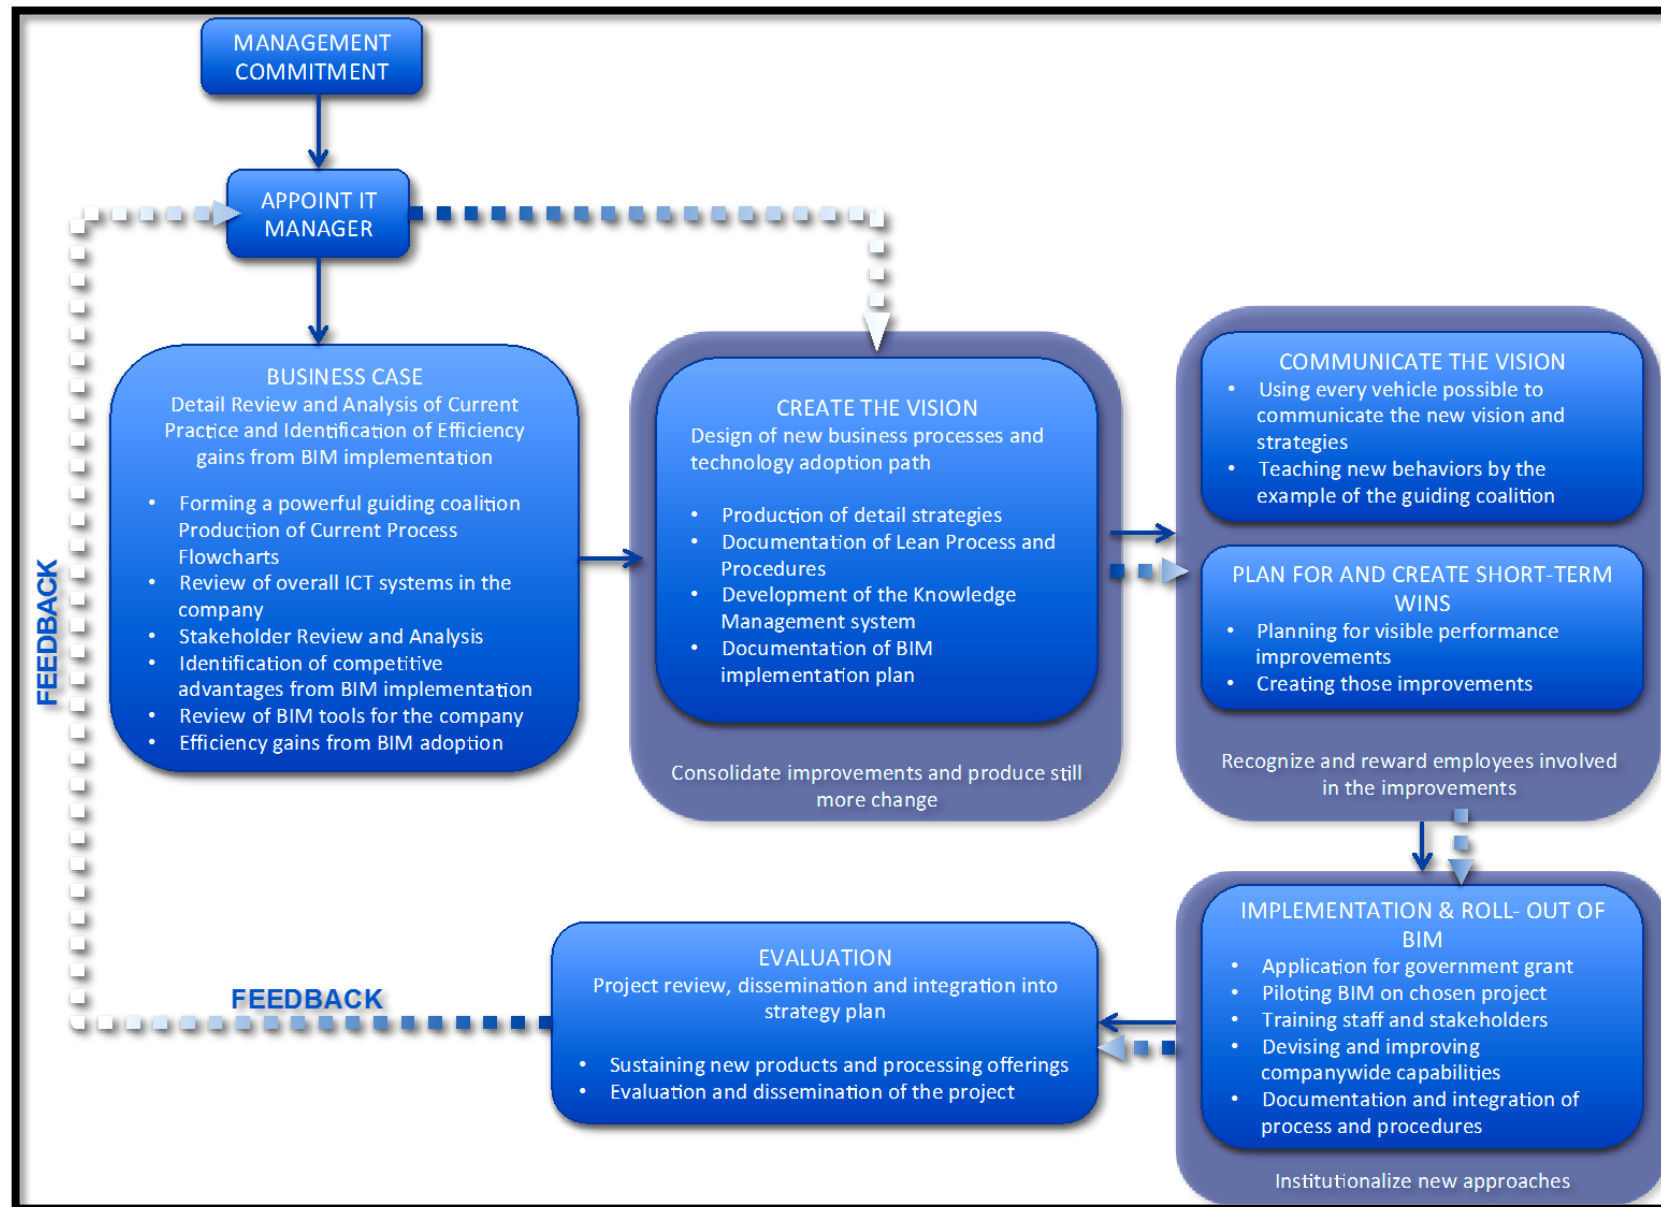 MANAGEMENT
COMMITMENT
APPOINT IT
MANAGER
BUSINESS CASE
Detail Review and Analysis of Current
Practice and Identification of Efficiency
gains from BIM implementation
• Forming a powerful guiding coalition
Production of Current Process
Flowcharts
• Review of overall ICT systems in the
company
• Stakeholder Review and Analysis
• Identification of competitive
advantages from BIM implementation
• Review of BIM tools for the company
• Efficiency gains from BIM adoption
CREATE THE VISION
Design of new business processes and
technology adoption path
• Production of detail strategies
• Documentation of Lean Process and
Procedures
• Development of the Knowledge
Management system
• Documentation of BIM
implementation plan
Consolidate improvements and produce still
more change
COMMUNICATE THE VISION
• Using every vehicle possible to
communicate the new vision and
strategies
• Teaching new behaviors by the
example of the guiding coalition
PLAN FOR AND CREATE SHORT-TERM
WINS
• Planning for visible performance
improvements
• Creating those improvements
Recognize and reward employees involved
in the improvements
IMPLEMENTATION & ROLL- OUT OF
BIM
• Application for government grant
• Piloting BIM on chosen project
• Training staff and stakeholders
• Devising and improving
companywide capabilities
• Documentation and integration of
process and procedures
Institutionalize new approaches
EVALUATION
Project review, dissemination and integration into
strategy plan
• Sustaining new products and processing offerings
• Evaluation and dissemination of the project
FEEDBACK
FEEDBACK